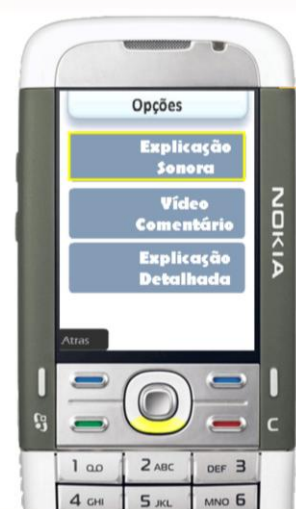 Opções
Explicação
Sonora
Vídeo
Comentário
Explicação
Detalhada
Atras
NOKIA
C
1
2 ABC
DEF 3
4 GHI
5 JKL
MNO 6